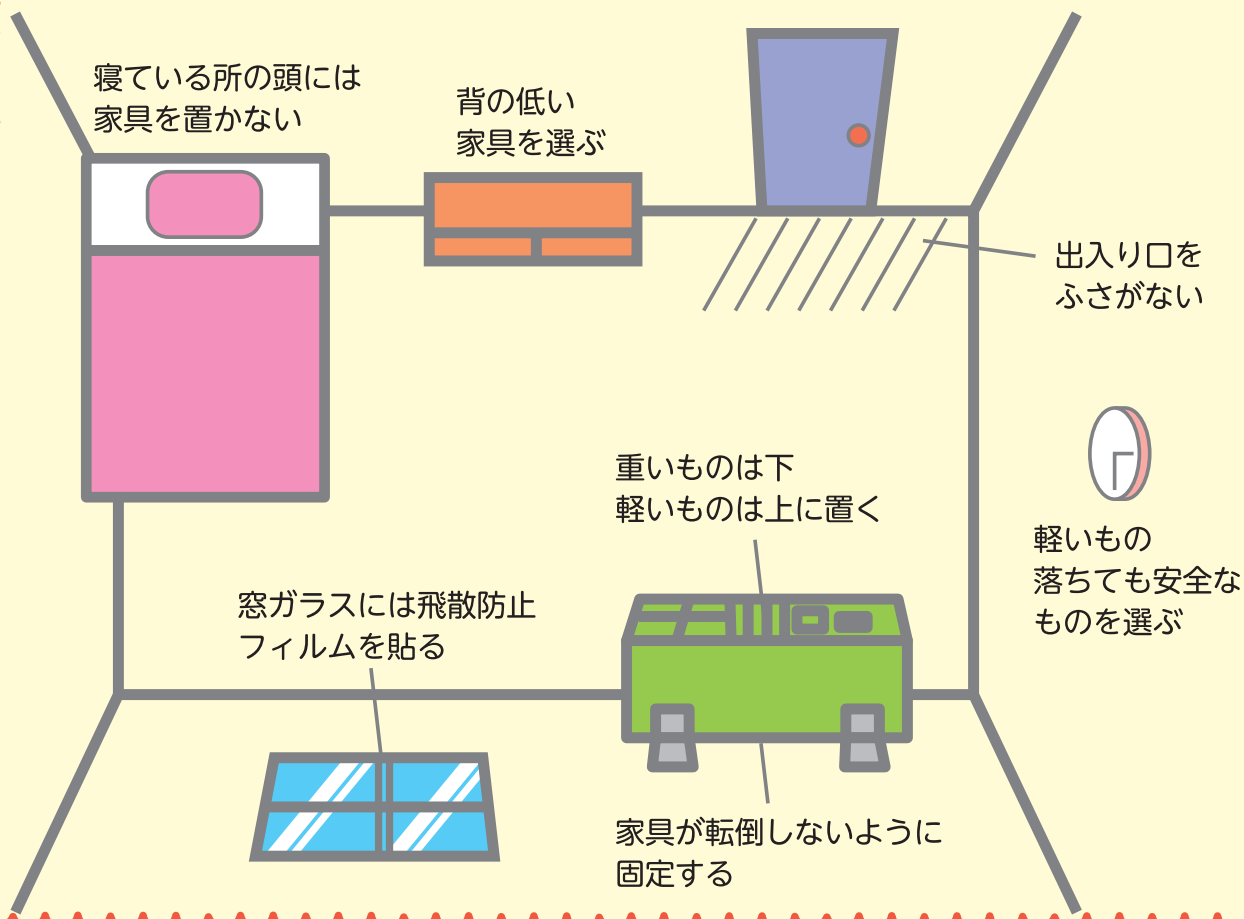 寝ている所の頭には
家具を置かない
背の低い
家具を選ぶ
出入り口を
ふさがない
重いものは下
軽いものは上に置く
軽いもの
落ちても安全な
ものを選ぶ
窓ガラスには飛散防止
フィルムを貼る
家具が転倒しないように
固定する